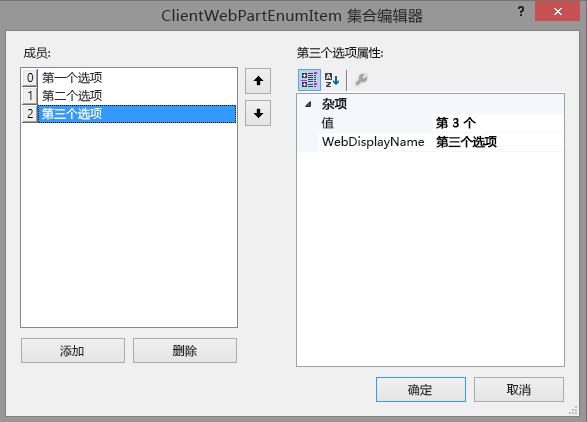 ClientWebPartEnumItem 集合编辑器
?
成员:
0 第一个选项
1 第二个选项
2 第三个选项
添加
删除
第三个选项属性:
杂项
值 第 3 个
WebDisplayName 第三个选项
确定
取消